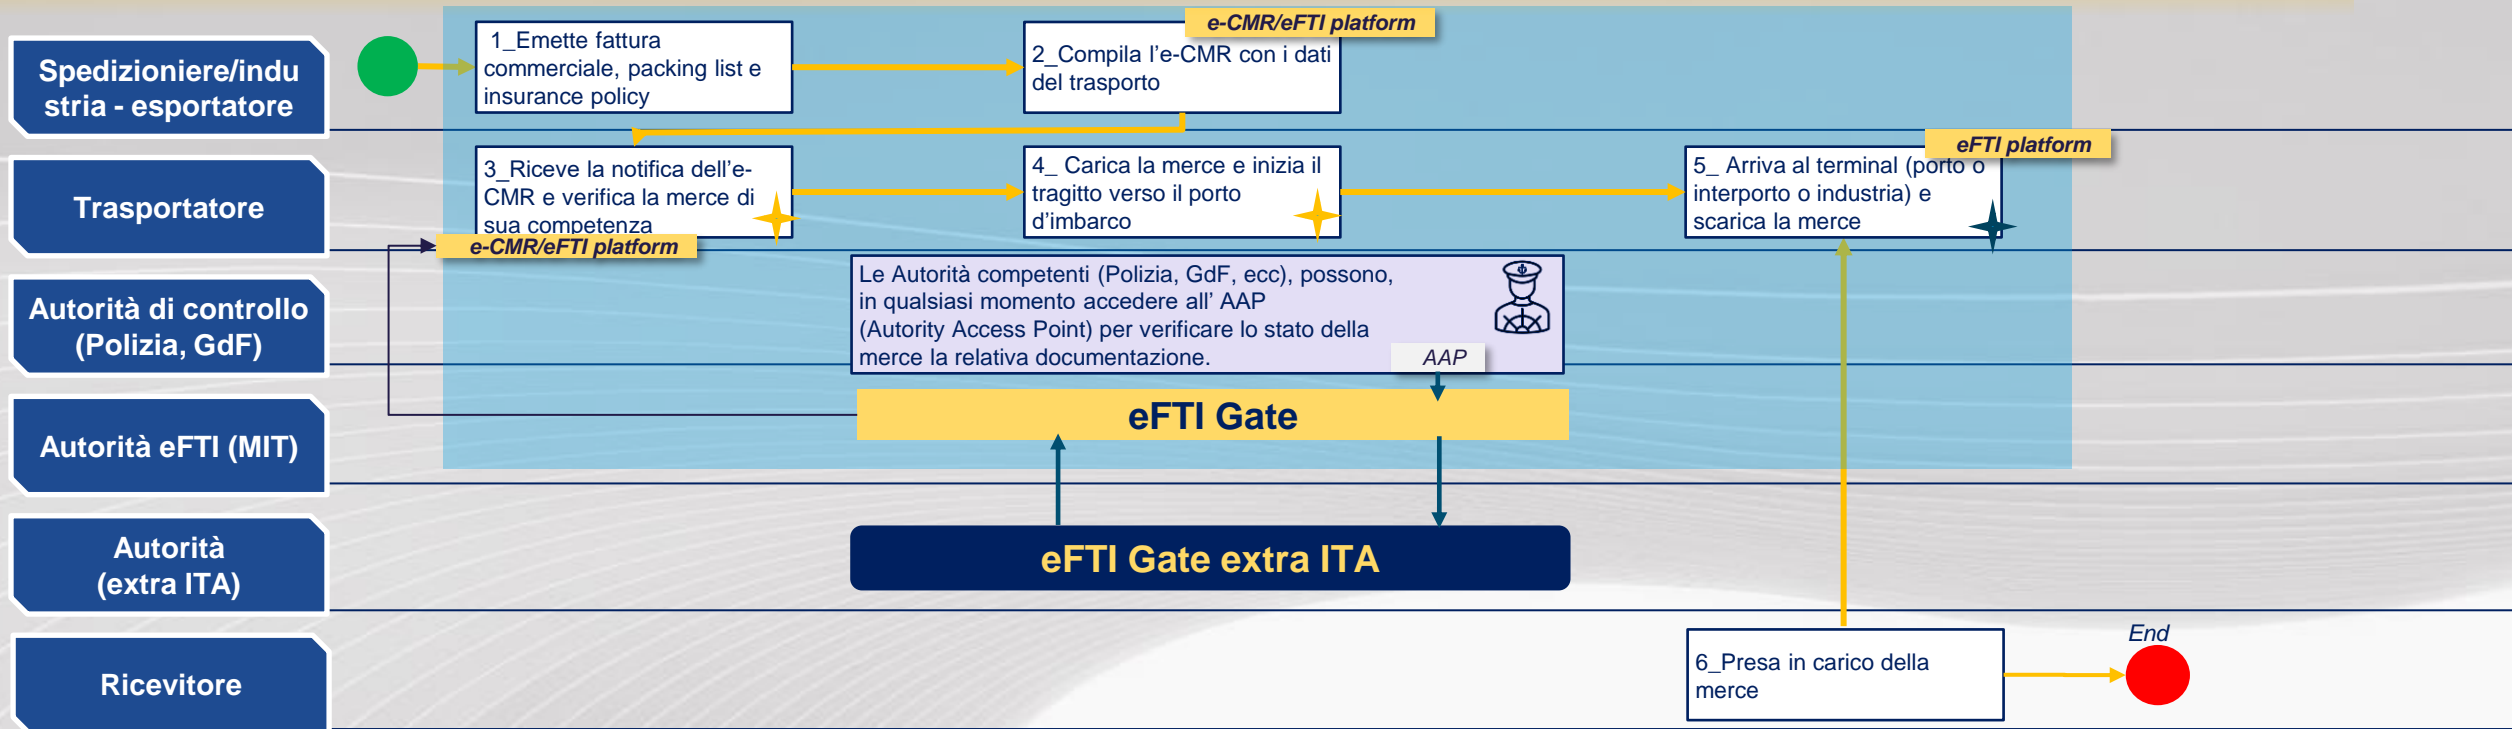 Spedizioniere/indu
stria - esportatore
1_Emette fattura
commerciale, packing list e
insurance policy
e-CMR/eFTI platform
2_Compila l'e-CMR con i dati
del trasporto
Trasportatore
3_Riceve la notifica dell'e-
CMR e verifica la merce di
sua competenza
e-CMR/eFTI platform
4_ Carica la merce e inizia il
tragitto verso il porto
d'imbarco
eFTI platform
5_ Arriva al terminal (porto o
interporto o industria) e
scarica la merce
Autorità di controllo
(Polizia, GdF)
Le Autorità competenti (Polizia, GdF, ecc), possono,
in qualsiasi momento accedere all' AAP
(Autority Access Point) per verificare lo stato della
merce la relativa documentazione.
AAP
Autorità eFTI (MIT)
eFTI Gate
Autorità
(extra ITA)
eFTI Gate extra ITA
Ricevitore
6_Presa in carico della
merce
End